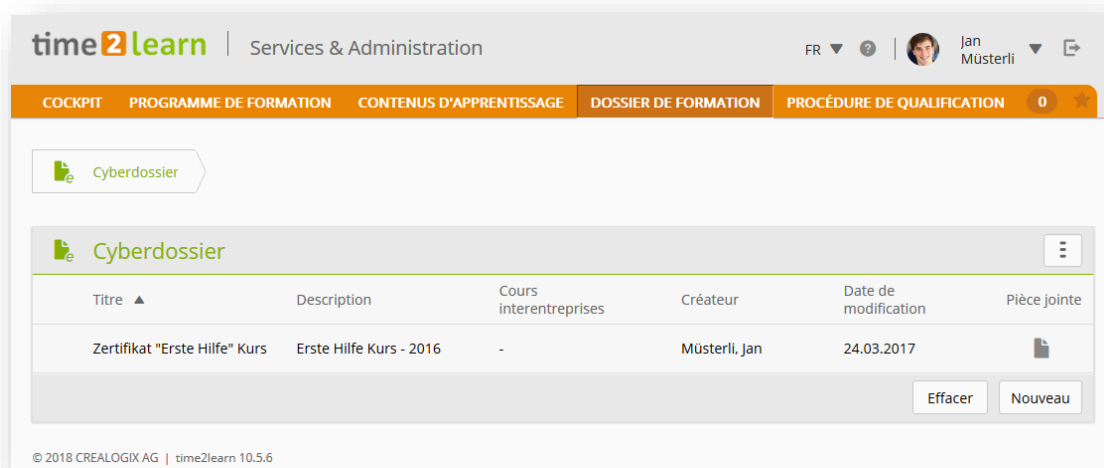 time2learn | Services & Administration FR ▼ ? | Jan Müsterli ▼
COCKPIT PROGRAMME DE FORMATION CONTENUS D'APPRENTISSAGE DOSSIER DE FORMATION PROCÉDURE DE QUALIFICATION 0
Cyberdossier
Cyberdossier
Titre ▲ Description Cours interentreprises Créateur Date de modification Pièce jointe
Zertifikat "Erste Hilfe" Kurs Erste Hilfe Kurs - 2016 - Müsterli, Jan 24.03.2017
Effacer Nouveau
© 2018 CREALOGIX AG | time2learn 10.5.6